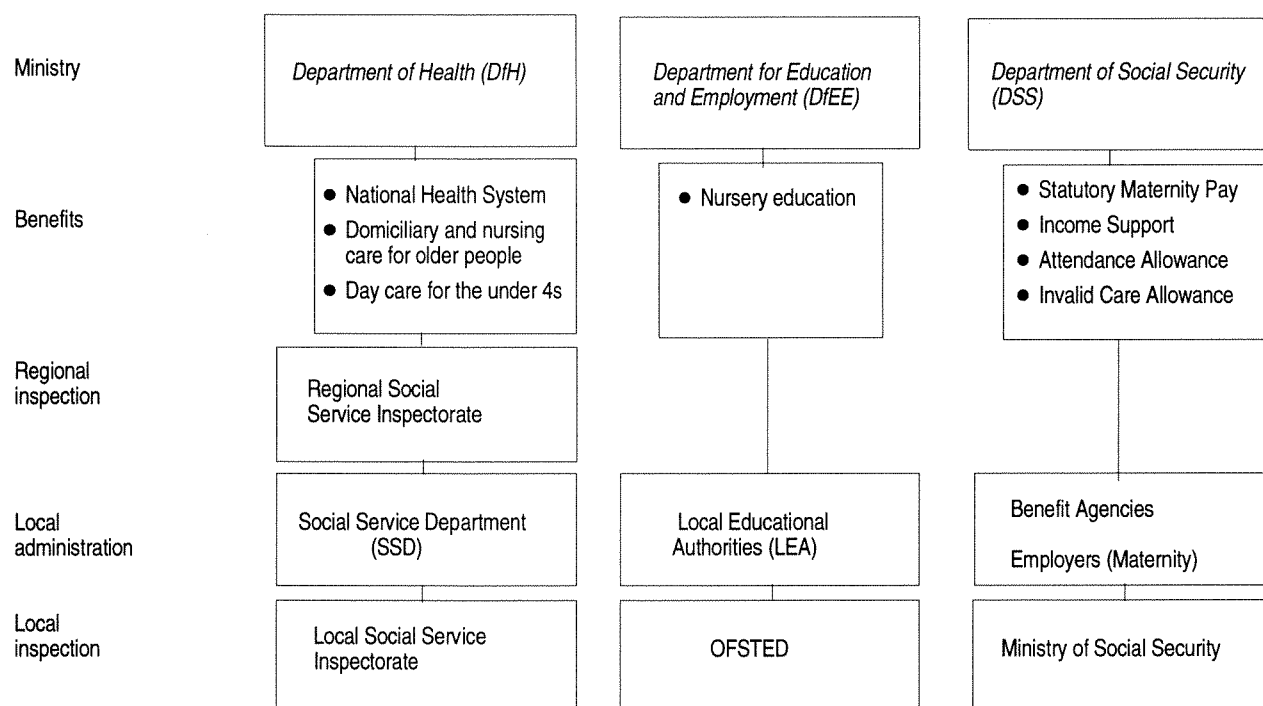 Ministry
Department of Health (DfH)
Department for Education
and Employment (DfEE)
Department of Social Security
(DSS)
Benefits
● National Health System
● Domiciliary and nursing
care for older people
● Day care for the under 4s
● Nursery education
● Statutory Maternity Pay
● Income Support
● Attendance Allowance
● Invalid Care Allowance
Regional
inspection
Regional Social
Service Inspectorate
Local
administration
Social Service Department
(SSD)
Local Educational
Authorities (LEA)
Benefit Agencies
Employers (Maternity)
Local
inspection
Local Social Service
Inspectorate
OFSTED
Ministry of Social Security